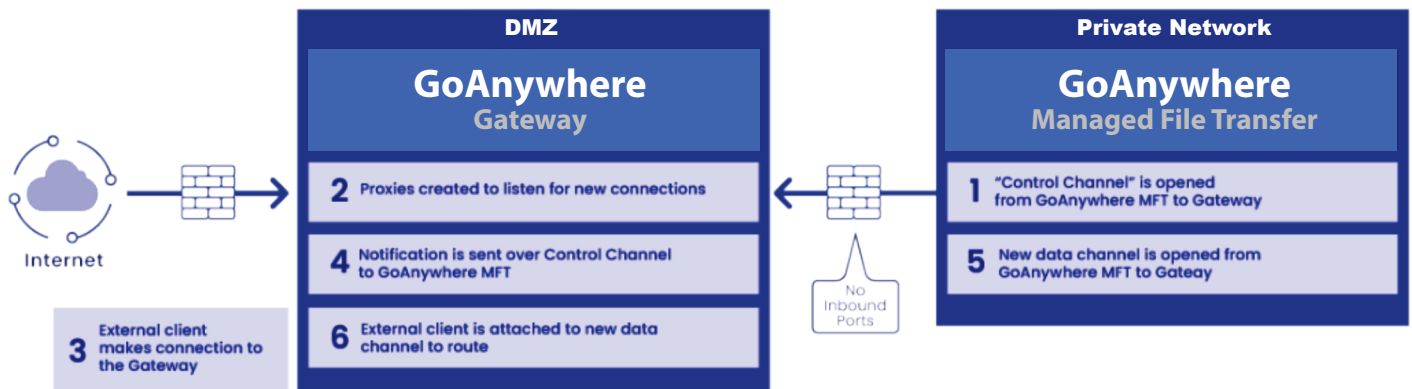 DMZ
GoAnywhere
Gateway
2 Proxies created to listen for new connections
4 Notification is sent over Control Channel
to GoAnywhere MFT
6 External client is attached to new data
channel to route
Private Network
GoAnywhere
Managed File Transfer
1 “Control Channel” is opened
from GoAnywhere MFT to Gateway
5 New data channel is opened from
GoAnywhere MFT to Gateay
Internet
3 External client
makes connection to
the Gateway
No
Inbound
Ports